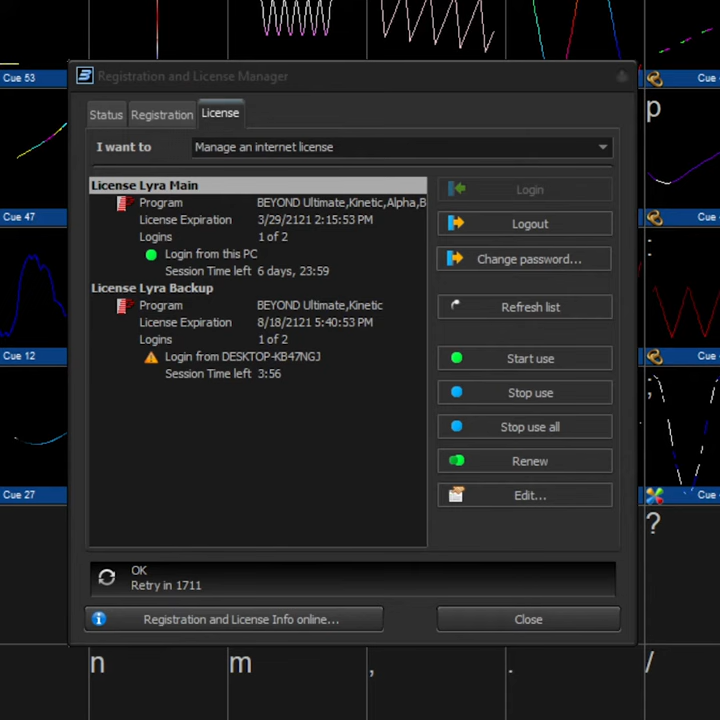 Cue 53
Registration and License Manager
Cue
Status
Registration
License
p
I want to
Manage an internet license
License Lyra Main
Login
Program
BEYOND Ultimate,Kinetic,Alpha,B
License Expiration
3/29/2121 2:15:53 PM
Logout
Cue 47
Cue
Logins
1 of 2
:
Login from this PC
Change password...
Session Time left
6 days, 23:59
License Lyra Backup
Program
BEYOND Ultimate,Kinetic
Refresh list
License Expiration
8/18/2121 5:40:53 PM
Logins
1 of 2
Cue 12
Login from DESKTOP-KB47NGJ
Start use
Cue
Session Time left
3:56
;
Stop use
Stop use all
Renew
Cue 27
Edit...
Cue
?
OK
Retry in 1711
Registration and License Info online...
Close
n
m
,
.
/